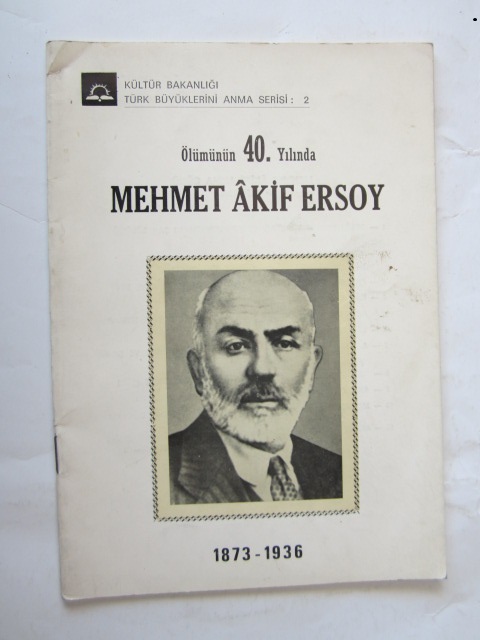 KÜLTÜR BAKANLIĞI
TÜRK BÜYÜKLERİNİ ANMA SERİSİ: 2
Ölümünün 40. Yılında
MEHMET ÂKİF ERSOY
1873-1936